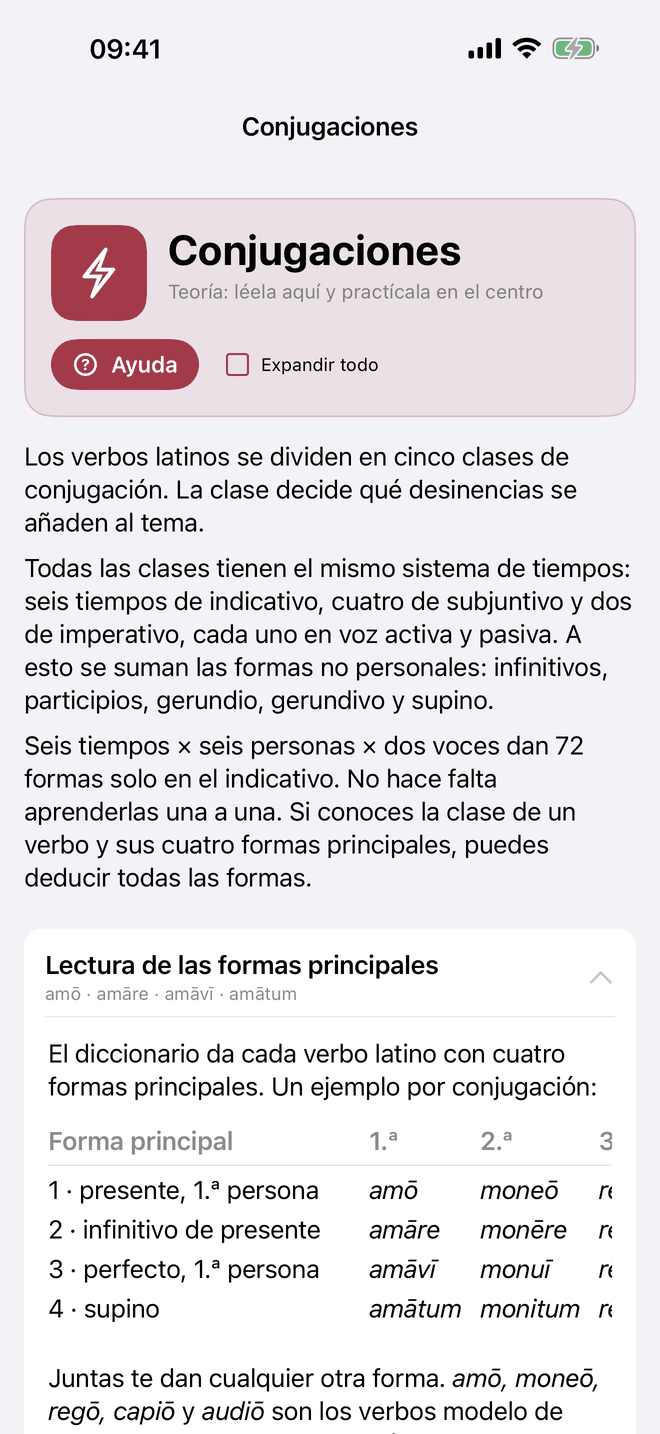 09:41
Conjugaciones
Conjugaciones
Teoría: léela aquí y practícala en el centro
Ayuda
Expandir todo
Los verbos latinos se dividen en cinco clases de
conjugación. La clase decide qué desinencias se
añaden al tema.
Todas las clases tienen el mismo sistema de tiempos:
seis tiempos de indicativo, cuatro de subjuntivo y dos
de imperativo, cada uno en voz activa y pasiva. A
esto se suman las formas no personales: infinitivos,
participios, gerundio, gerundivo y supino.
Seis tiempos × seis personas × dos voces dan 72
formas solo en el indicativo. No hace falta
aprenderlas una a una. Si conoces la clase de un
verbo y sus cuatro formas principales, puedes
deducir todas las formas.
Lectura de las formas principales
amō · amāre · amāvī · amātum
El diccionario da cada verbo latino con cuatro
formas principales. Un ejemplo por conjugación:
Forma principal 1.ª 2.ª 3
1 · presente, 1.ª persona amō moneō
2 · infinitivo de presente amāre monēre
3 · perfecto, 1.ª persona amāvī monuī
4 · supino amātum monitum
Juntas te dan cualquier otra forma. amō, moneō,
regō, capiō y audiō son los verbos modelo de